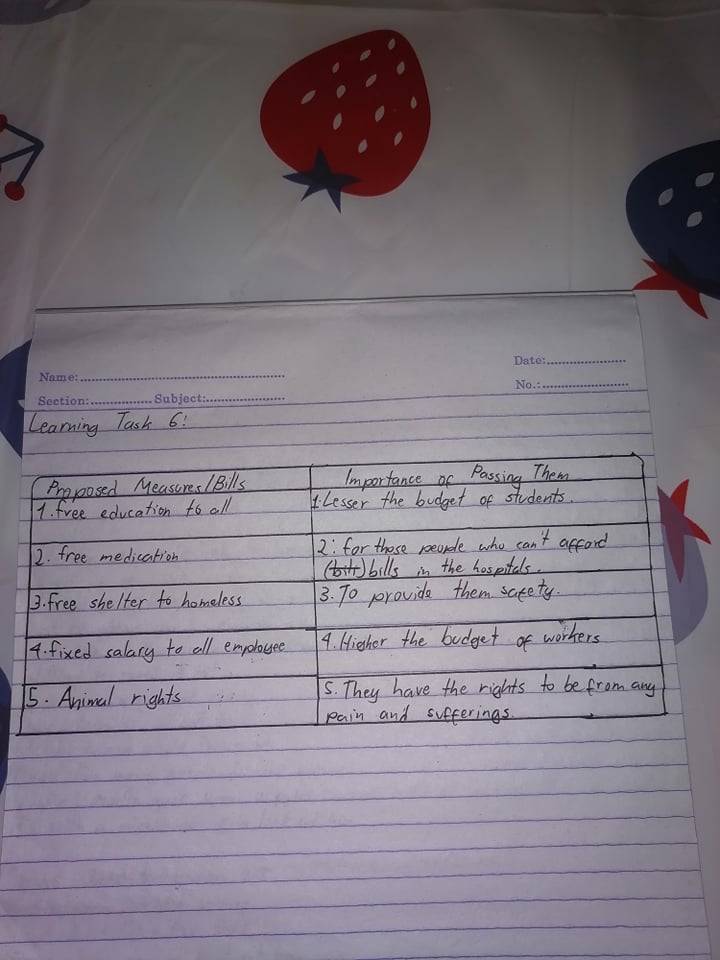 Name:
Date:
Section: Subject:
No.:
Learning Task 6:
Proposed Measures/Bills
Importance of Passing Them
1. free education to all
1. Lesser the budget of students.
2. free medication
2: for those people who can't afford
(bitr) bills in the hospitals.
3. free shelter to homeless
3. To provide them safety.
4. fixed salary to all employee
4. Higher the budget of workers
5. Animal rights
5. They have the rights to be from any
pain and sufferings.